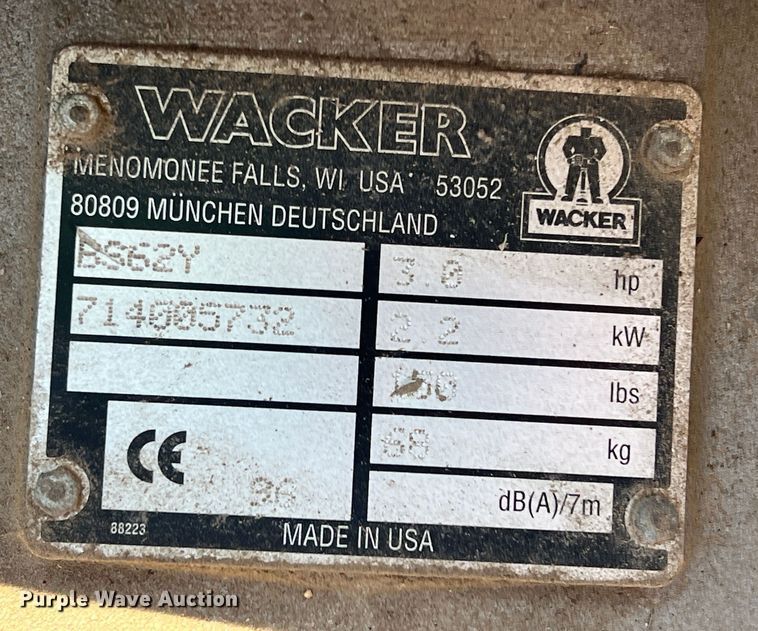 WACKER
MENOMONEE FALLS, WI USA 53052
80809 MÜNCHEN DEUTSCHLAND
WACKER
BS62Y
3.0 hp
714005732
2.2 kW
lbs
68 kg
CE
96
dB(A)/7m
88223
MADE IN USA
Purple Wave Auction